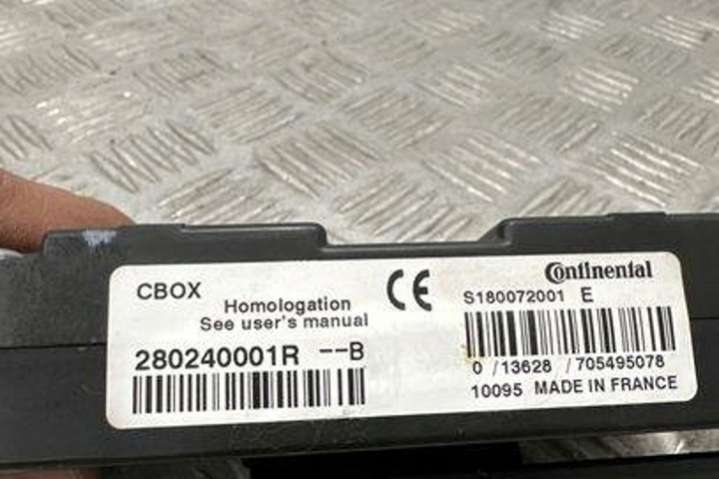 CBOX
Homologation
See user's manual
CE
Continental
S180072001 E
280240001R --B
0 /13628 /705495078
10095 MADE IN FRANCE